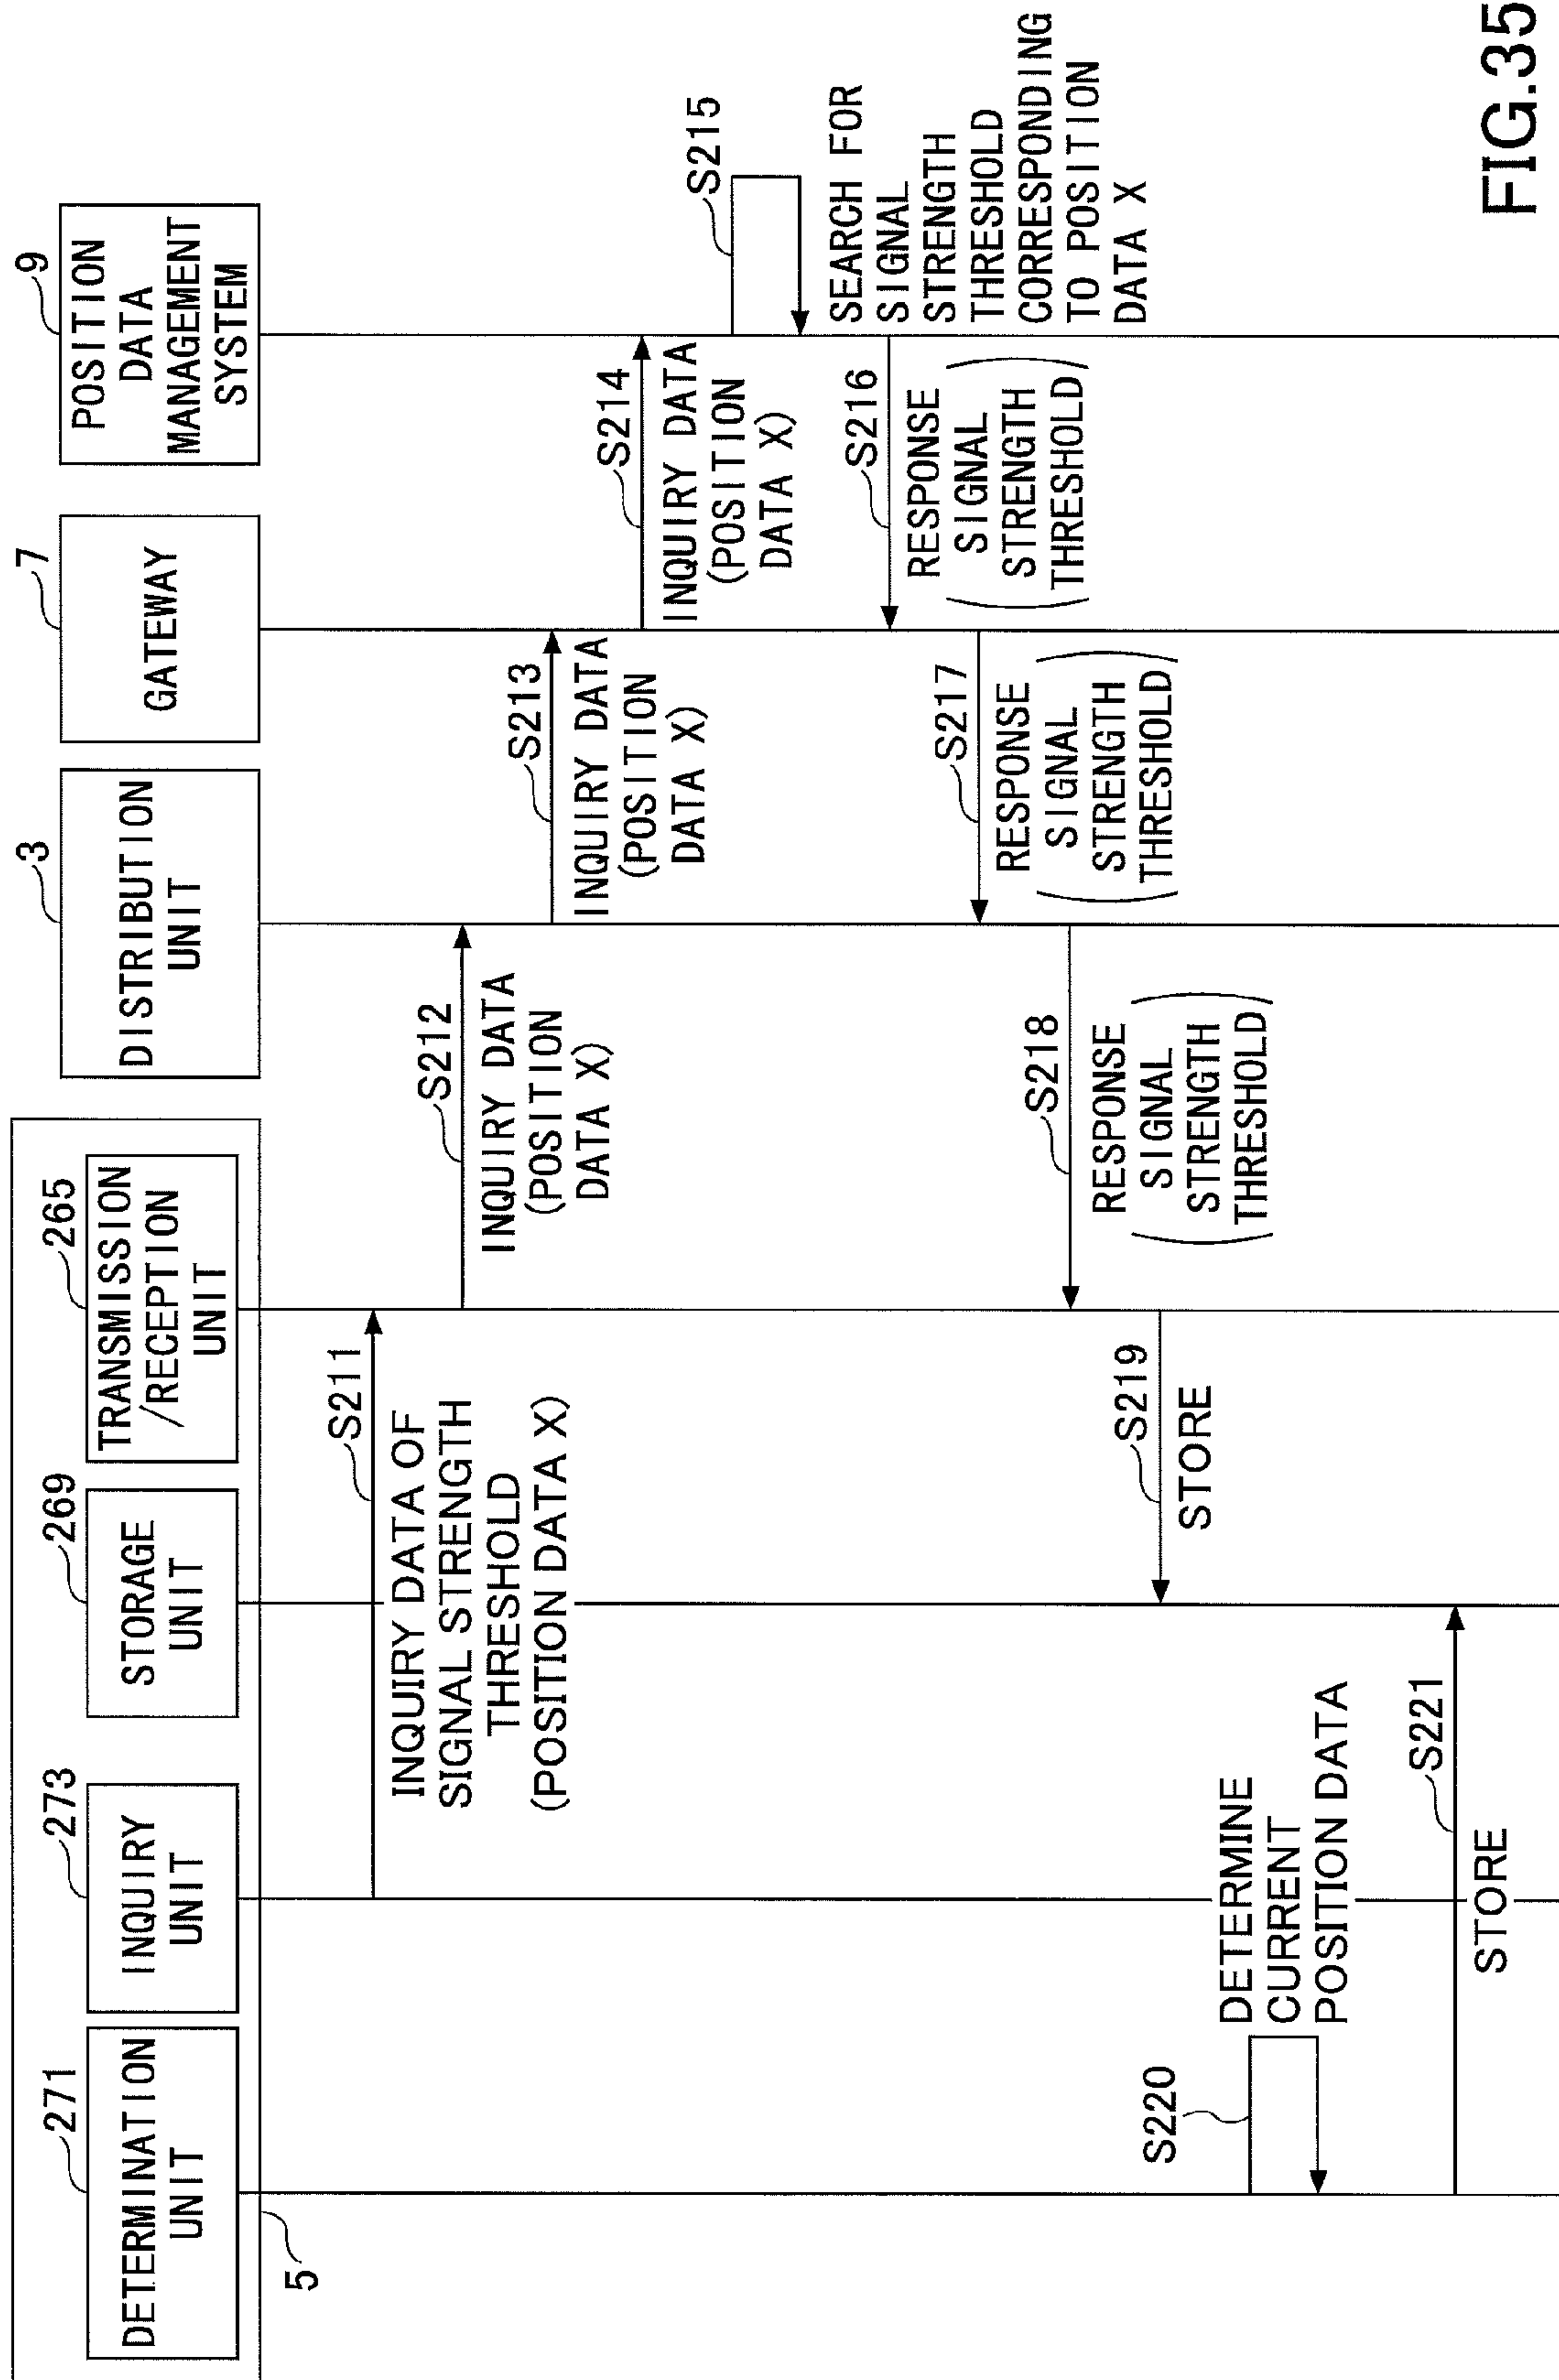 5
271
DETERMINATION
UNIT
273
INQUIRY
UNIT
269
STORAGE
UNIT
265
TRANSMISSION
/RECEPTION
UNIT
3
DISTRIBUTION
UNIT
7
GATEWAY
9
POSITION
DATA
MANAGEMENT
SYSTEM
S211
INQUIRY DATA OF
SIGNAL STRENGTH
THRESHOLD
(POSITION DATA X)
S212
INQUIRY DATA
(POSITION
DATA X)
S213
INQUIRY DATA
(POSITION
DATA X)
S214
INQUIRY DATA
(POSITION
DATA X)
S215
SEARCH FOR
SIGNAL
STRENGTH
THRESHOLD
CORRESPONDING
TO POSITION
DATA X
S216
RESPONSE
(SIGNAL
STRENGTH
THRESHOLD)
S217
RESPONSE
(SIGNAL
STRENGTH
THRESHOLD)
S218
RESPONSE
(SIGNAL
STRENGTH
THRESHOLD)
S219
STORE
S220
DETERMINE
CURRENT
POSITION DATA
S221
STORE
FIG.35